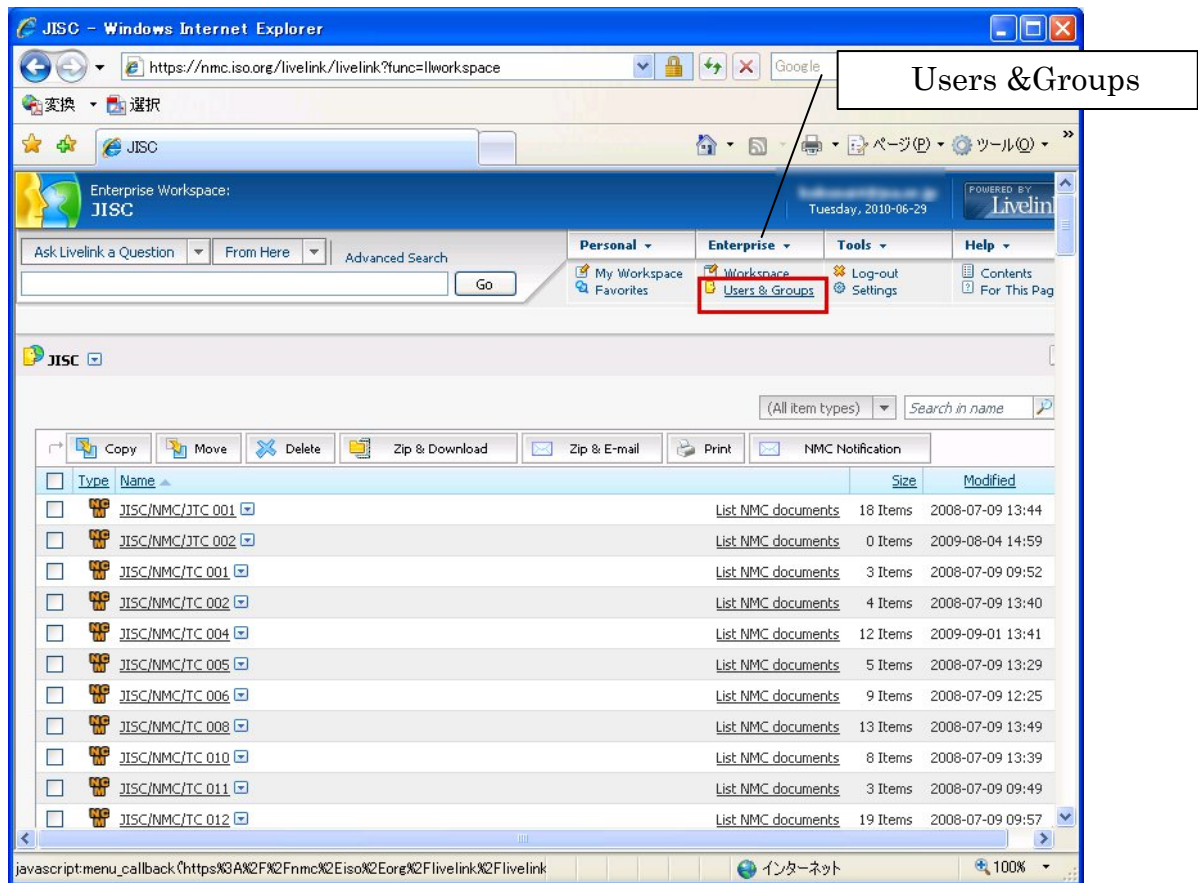 JISC - Windows Internet Explorer
https://nmc.iso.org/livelink/livelink?func=llworkspace
Google
Users &Groups
変換 選択
JISC
ページ(P) ツール(O) »
Enterprise Workspace:
JISC
Tuesday, 2010-06-29
POWERED BY
Livelin
Ask Livelink a Question From Here Advanced Search
Go
Personal Enterprise Tools Help
My Workspace Workspace Log-out Contents
Favorites Users & Groups Settings For This Pag
JISC
(All item types) Search in name
Copy Move Delete Zip & Download Zip & E-mail Print NMC Notification
Type Name Size Modified
JISC/NMC/JTC 001 List NMC documents 18 Items 2008-07-09 13:44
JISC/NMC/JTC 002 List NMC documents 0 Items 2009-08-04 14:59
JISC/NMC/TC 001 List NMC documents 3 Items 2008-07-09 09:52
JISC/NMC/TC 002 List NMC documents 4 Items 2008-07-09 13:40
JISC/NMC/TC 004 List NMC documents 12 Items 2009-09-01 13:41
JISC/NMC/TC 005 List NMC documents 5 Items 2008-07-09 13:29
JISC/NMC/TC 006 List NMC documents 9 Items 2008-07-09 12:25
JISC/NMC/TC 008 List NMC documents 13 Items 2008-07-09 13:49
JISC/NMC/TC 010 List NMC documents 8 Items 2008-07-09 13:39
JISC/NMC/TC 011 List NMC documents 3 Items 2008-07-09 09:49
JISC/NMC/TC 012 List NMC documents 19 Items 2008-07-09 09:57
javascript:menu_callback('https%3A%2F%2Fnmc%2Eiso%2Eorg%2Flivelink%2Flivelink インターネット 100%